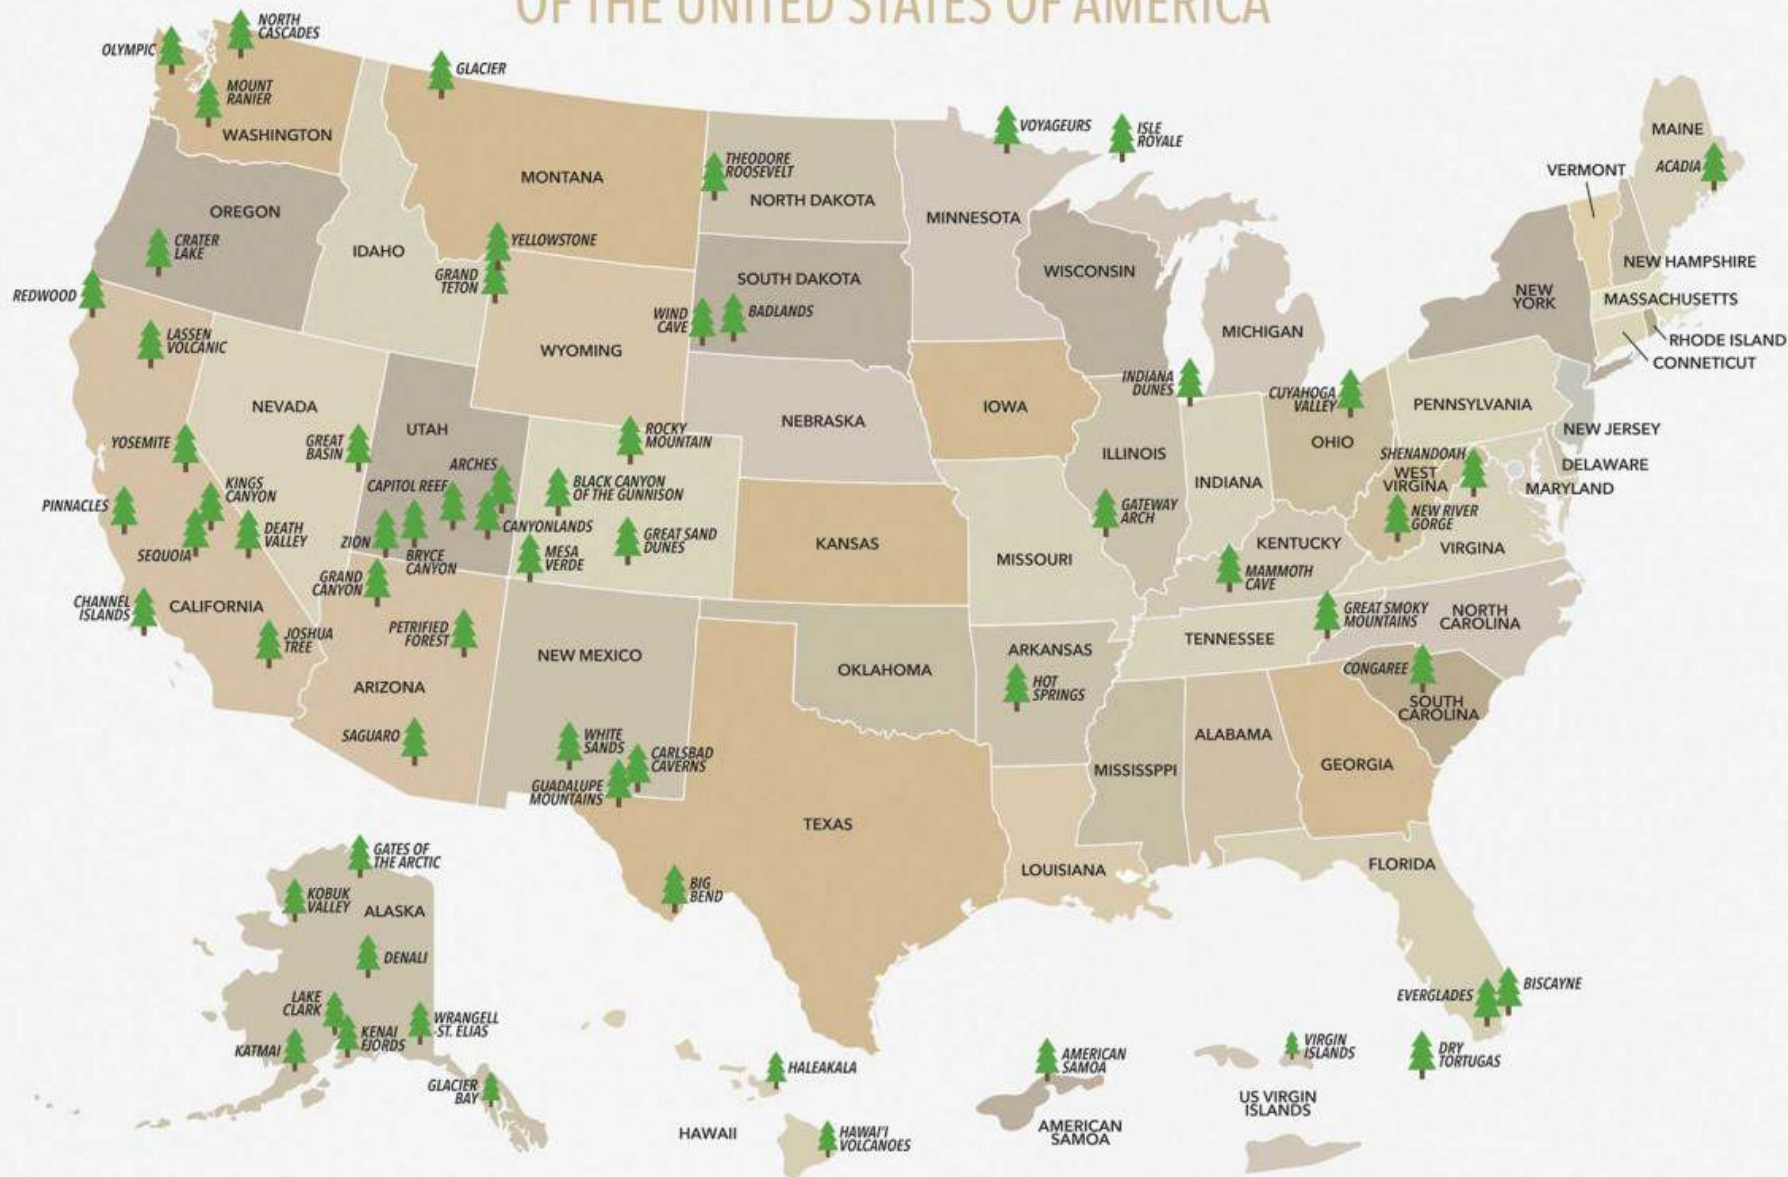 OF THE UNITED STATES OF AMERICA
NORTH
CASCADES
OLYMPIC
MOUNT
RANIER
WASHINGTON
GLACIER
MONTANA
THEODORE
ROOSEVELT
NORTH DAKOTA
VOYAGEURS
ISLE
ROYALE
MINNESOTA
MAINE
ACADIA
VERMONT
NEW HAMPSHIRE
MASSACHUSETTS
RHODE ISLAND
CONNETICUT
NEW
YORK
OREGON
CRATER
LAKE
IDAHO
YELLOWSTONE
GRAND
TETON
SOUTH DAKOTA
WIND
CAVE
BADLANDS
WISCONSIN
MICHIGAN
REDWOOD
LASSEN
VOLCANIC
WYOMING
NEVADA
UTAH
NEBRASKA
IOWA
INDIANA
DUNES
CUYAHOGA
VALLEY
PENNSYLVANIA
NEW JERSEY
OHIO
ILLINOIS
INDIANA
SHENANDOAH
WEST
VIRGINA
DELAWARE
MARYLAND
YOSEMITE
GREAT
BASIN
ROCKY
MOUNTAIN
ARCHES
CAPITOL REEF
BLACK CANYON
OF THE GUNNISON
PINNACLES
KINGS
CANYON
SEQUOIA
DEATH
VALLEY
ZION
BRYCE
CANYON
CANYONLANDS
MESA
VERDE
GREAT SAND
DUNES
KANSAS
MISSOURI
GATEWAY
ARCH
KENTUCKY
MAMMOTH
CAVE
NEW RIVER
GORGE
VIRGINA
CHANNEL
ISLANDS
CALIFORNIA
GRAND
CANYON
JOSHUA
TREE
PETRIFIED
FOREST
ARIZONA
SAGUARO
NEW MEXICO
OKLAHOMA
ARKANSAS
HOT
SPRINGS
TENNESSEE
GREAT SMOKY
MOUNTAINS
NORTH
CAROLINA
CONGAREE
SOUTH
CAROLINA
WHITE
SANDS
CARLSBAD
CAVERNS
GUADALUPE
MOUNTAINS
TEXAS
BIG
BEND
LOUISIANA
MISSISSPPI
ALABAMA
GEORGIA
FLORIDA
GATES OF
THE ARCTIC
KOBUK
VALLEY
ALASKA
DENALI
LAKE
CLARK
KENAI
FJORDS
WRANGELL
-ST. ELIAS
KATMAI
GLACIER
BAY
HALEAKALA
HAWAII
HAWAI'I
VOLCANOES
AMERICAN
SAMOA
AMERICAN
SAMOA
VIRGIN
ISLANDS
US VIRGIN
ISLANDS
EVERGLADES
BISCAYNE
DRY
TORTUGAS